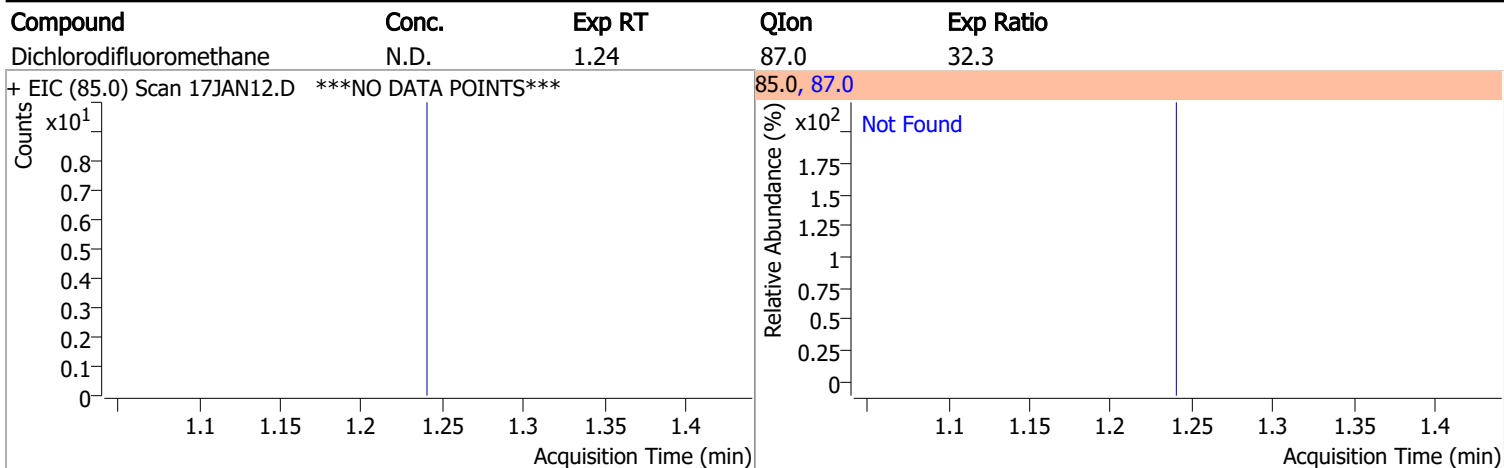 Compound Conc. Exp RT QIon Exp Ratio
Dichlorodifluoromethane N.D. 1.24 87.0 32.3
+ EIC (85.0) Scan 17JAN12.D ***NO DATA POINTS***
Counts
x10¹
0.8
0.7
0.6
0.5
0.4
0.3
0.2
0.1
0
1.1 1.15 1.2 1.25 1.3 1.35 1.4
Acquisition Time (min)
85.0, 87.0
Relative Abundance (%)
x10²
Not Found
1.75
1.5
1.25
1
0.75
0.5
0.25
0
1.1 1.15 1.2 1.25 1.3 1.35 1.4
Acquisition Time (min)